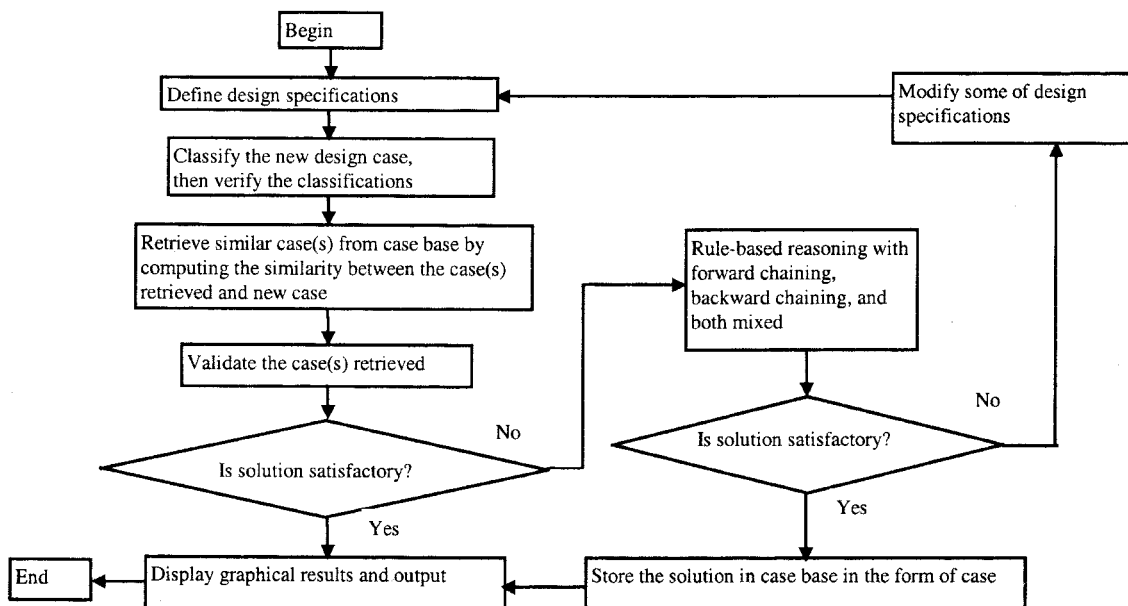 Begin
Define design specifications
Modify some of design
specifications
Classify the new design case,
then verify the classifications
Retrieve similar case(s) from case base by
computing the similarity between the case(s)
retrieved and new case
Rule-based reasoning with
forward chaining,
backward chaining, and
both mixed
Validate the case(s) retrieved
No
Is solution satisfactory?
No
Is solution satisfactory?
Yes
Yes
End
Display graphical results and output
Store the solution in case base in the form of case